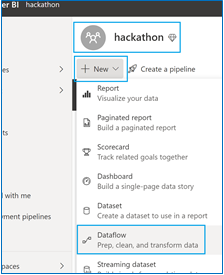 er BI hackathon
hackathon
New
Create a pipeline
Report
Visualize your data
Paginated report
Build a paginated report
Scorecard
Track related goals together
Dashboard
Build a single-page data story
Dataset
Create a dataset to use in a report
Dataflow
Prep, clean, and transform data
Streaming dataset
es
ts
d with me
yment pipelines
paces